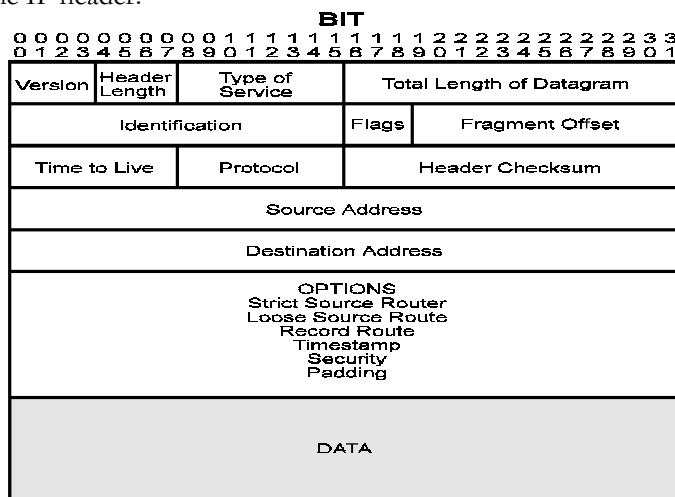 IP header.
BIT
0 0 0 0 0 0 0 0 0 0 1 1 1 1 1 1 1 1 1 1 2 2 2 2 2 2 2 2 2 2 3 3
0 1 2 3 4 5 6 7 8 9 0 1 2 3 4 5 6 7 8 9 0 1 2 3 4 5 6 7 8 9 0 1
Version
Header
Length
Type of
Service
Total Length of Datagram
Identification
Flags
Fragment Offset
Time to Live
Protocol
Header Checksum
Source Address
Destination Address
OPTIONS
Strict Source Router
Loose Source Route
Record Route
Timestamp
Security
Padding
DATA